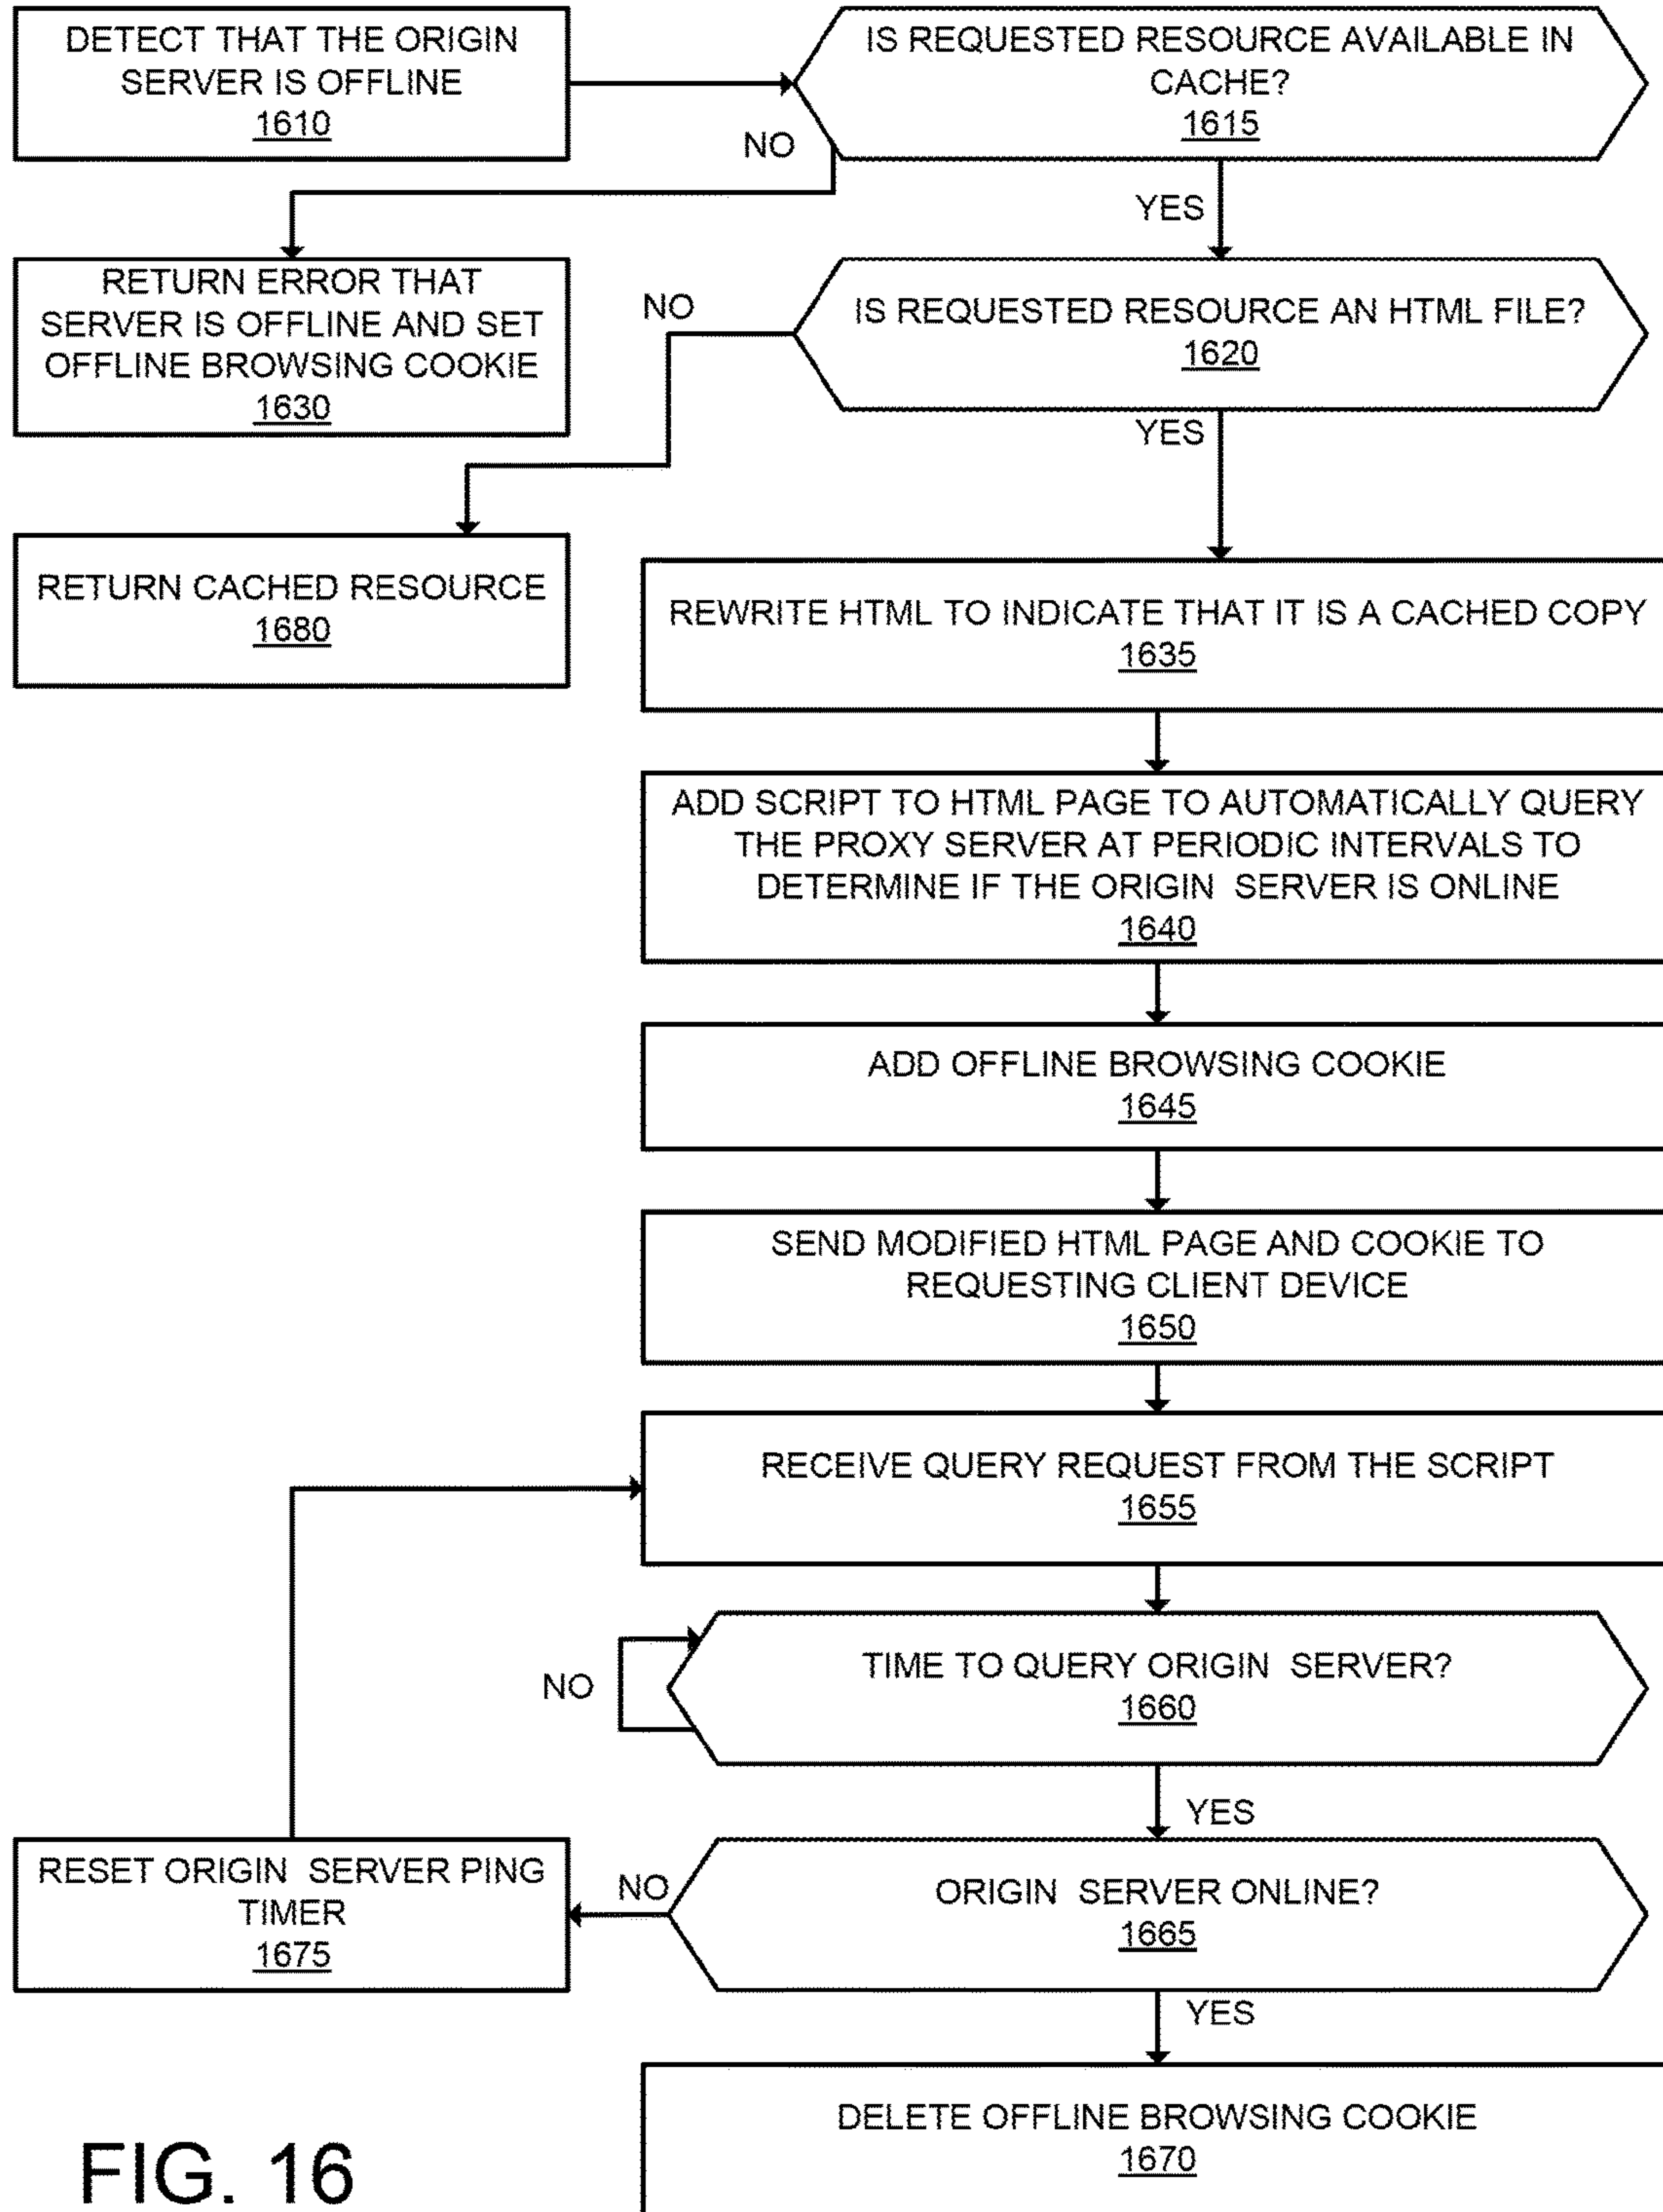 DETECT THAT THE ORIGIN
SERVER IS OFFLINE
1610
IS REQUESTED RESOURCE AVAILABLE IN
CACHE?
1615
NO
YES
RETURN ERROR THAT
SERVER IS OFFLINE AND SET
OFFLINE BROWSING COOKIE
1630
NO
IS REQUESTED RESOURCE AN HTML FILE?
1620
YES
RETURN CACHED RESOURCE
1680
REWRITE HTML TO INDICATE THAT IT IS A CACHED COPY
1635
ADD SCRIPT TO HTML PAGE TO AUTOMATICALLY QUERY
THE PROXY SERVER AT PERIODIC INTERVALS TO
DETERMINE IF THE ORIGIN SERVER IS ONLINE
1640
ADD OFFLINE BROWSING COOKIE
1645
SEND MODIFIED HTML PAGE AND COOKIE TO
REQUESTING CLIENT DEVICE
1650
RECEIVE QUERY REQUEST FROM THE SCRIPT
1655
TIME TO QUERY ORIGIN SERVER?
1660
NO
YES
RESET ORIGIN SERVER PING
TIMER
1675
NO
ORIGIN SERVER ONLINE?
1665
YES
DELETE OFFLINE BROWSING COOKIE
1670
FIG. 16